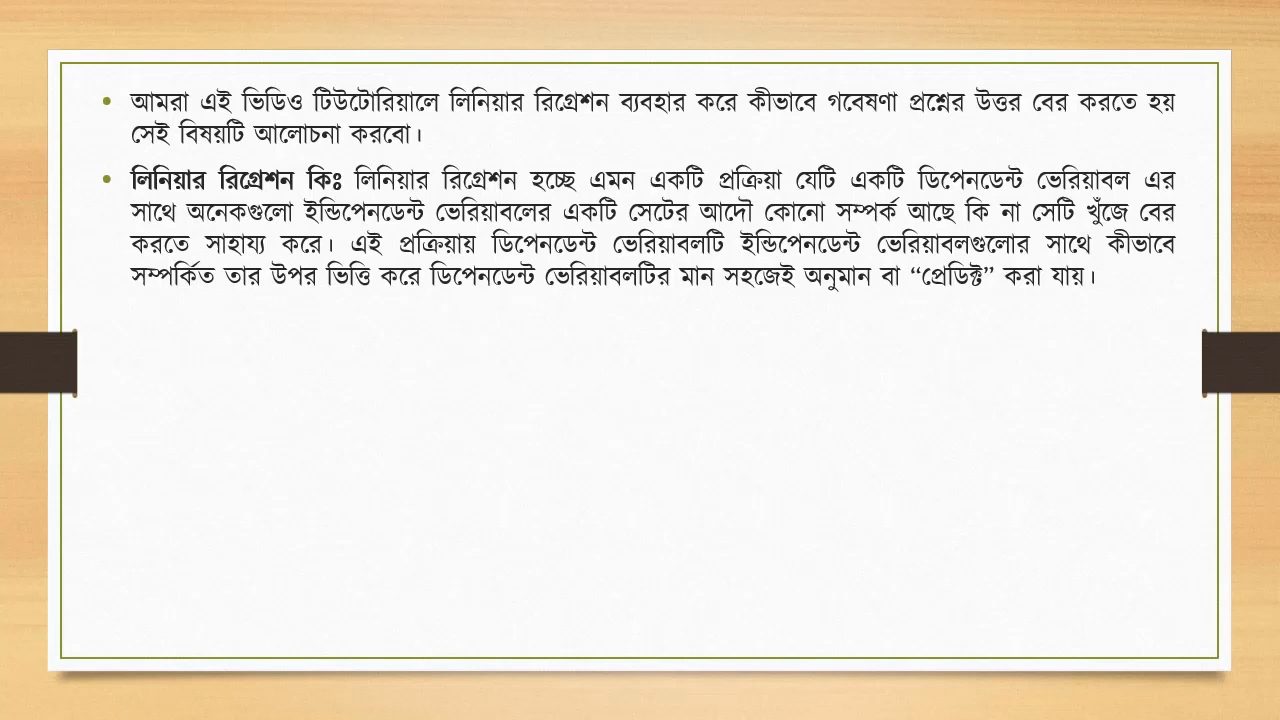 • আমরা এই ভিডিও টিউটোরিয়ালে লিনিয়ার রিগ্রেশন ব্যবহার করে কীভাবে গবেষণা প্রশ্নের উত্তর বের করতে হয়
সেই বিষয়টি আলোচনা করবো।
• লিনিয়ার রিগ্রেশন কিঃ লিনিয়ার রিগ্রেশন হচ্ছে এমন একটি প্রক্রিয়া যেটি একটি ডিপেনডেন্ট ভেরিয়াবল এর
সাথে অনেকগুলো ইন্ডিপেনডেন্ট ভেরিয়াবলের একটি সেটের আদৌ কোনো সম্পর্ক আছে কি না সেটি খুঁজে বের
করতে সাহায্য করে। এই প্রক্রিয়ায় ডিপেনডেন্ট ভেরিয়াবলটি ইন্ডিপেনডেন্ট ভেরিয়াবলগুলোর সাথে কীভাবে
সম্পর্কিত তার উপর ভিত্তি করে ডিপেনডেন্ট ভেরিয়াবলটির মান সহজেই অনুমান বা “প্রেডিক্ট” করা যায়।